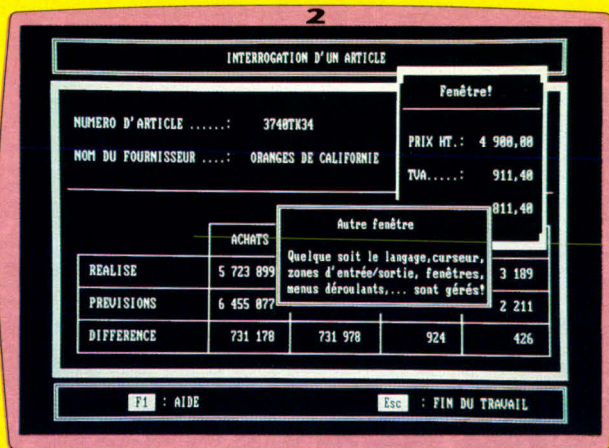 2
INTERROGATION D'UN ARTICLE
Fenêtre!
NUMERO D'ARTICLE ......: 3740TK34
PRIX HT.: 4 900,00
NOM DU FOURNISSEUR ....: ORANGES DE CALIFORNIE
TVA.....: 911,40
811,40
Autre fenêtre
ACHATS
Quelque soit le langage,curseur,
zones d'entrée/sortie, fenêtres,
menus déroulants,... sont gérés!
REALISE 5 723 899 3 189
PREVISIONS 6 455 077 2 211
DIFFERENCE 731 178 731 978 924 426
F1 : AIDE Esc : FIN DU TRAVAIL